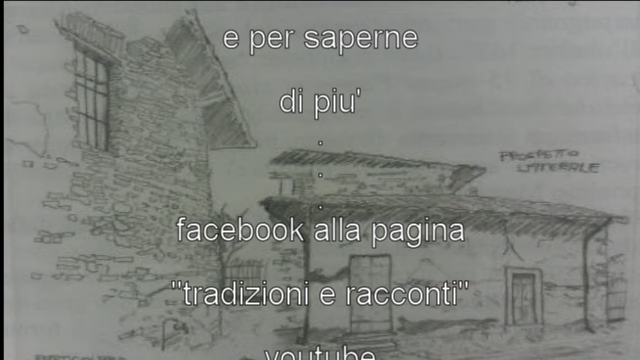 e per saperne
di piu'
.
.
.
facebook alla pagina
"tradizioni e racconti"
youtube
PROSPETTO
LATERALE